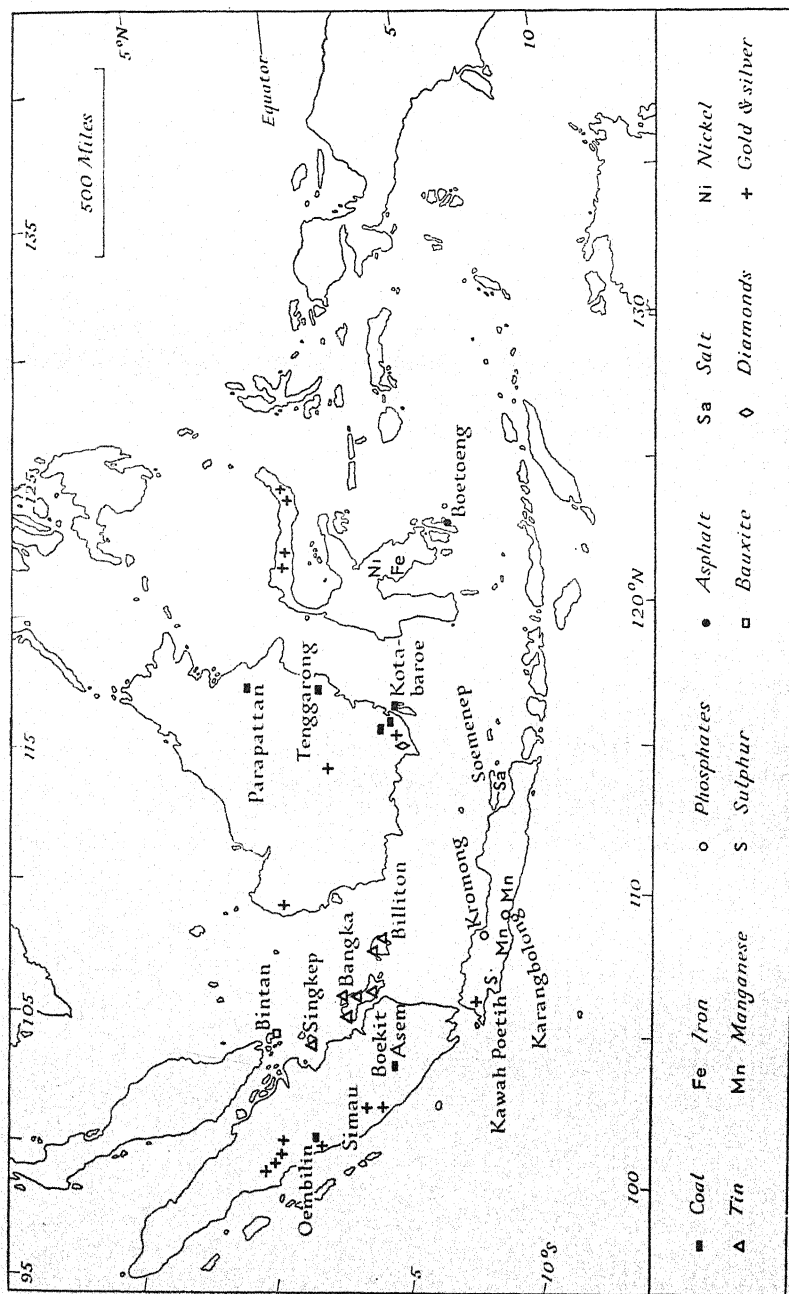 95
105
115
125
135
5°N
500 Miles
Equator
Bintan
Parapattan
Singkep
Tenggarong
Oembilin
Bangka
Ni
Fe
Simau
Boekit
Asem
Billiton
Kota-
baroe
5
5
Boetoeng
Kromong
Soemenep
S
Sa
Kawah Poetih
Mn
Mn
Karangbolong
10°S
10
100
110
120°N
130
Coal
Fe Iron
Phosphates
Asphalt
Sa Salt
Ni Nickel
Tin
Mn Manganese
S Sulphur
Bauxite
Diamonds
Gold & silver